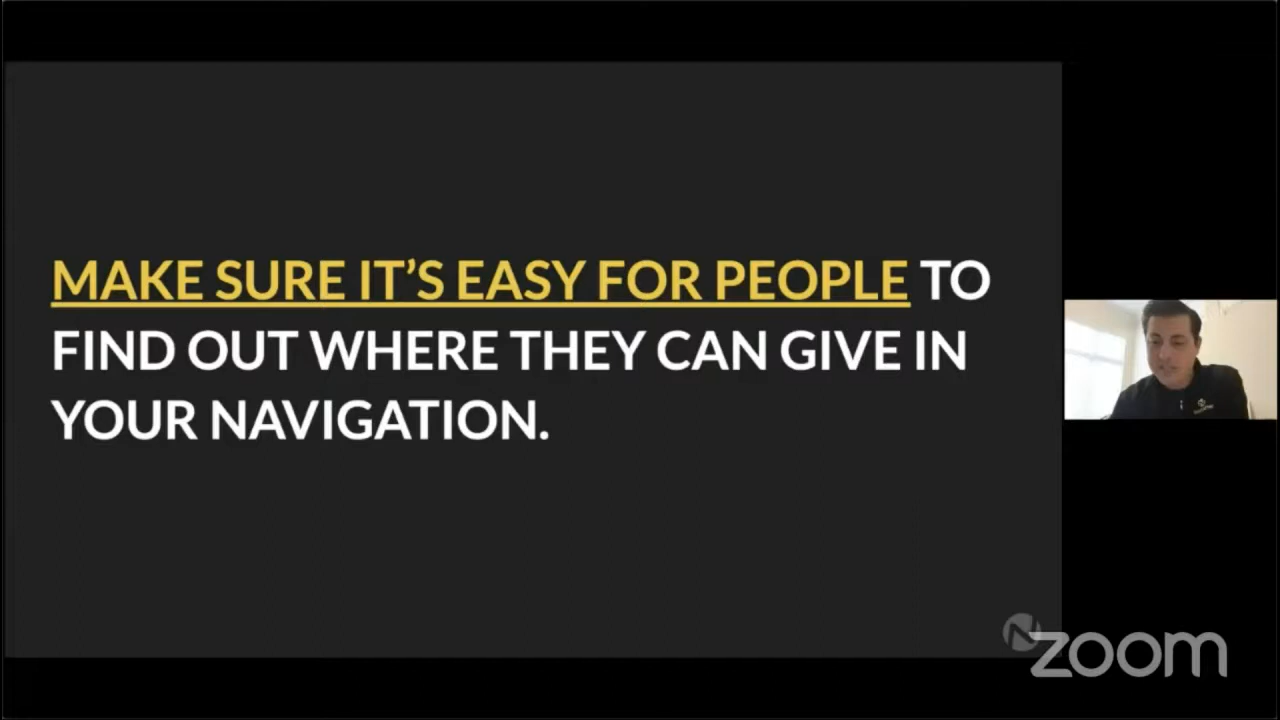 MAKE SURE IT'S EASY FOR PEOPLE TO
FIND OUT WHERE THEY CAN GIVE IN
YOUR NAVIGATION.
zoom